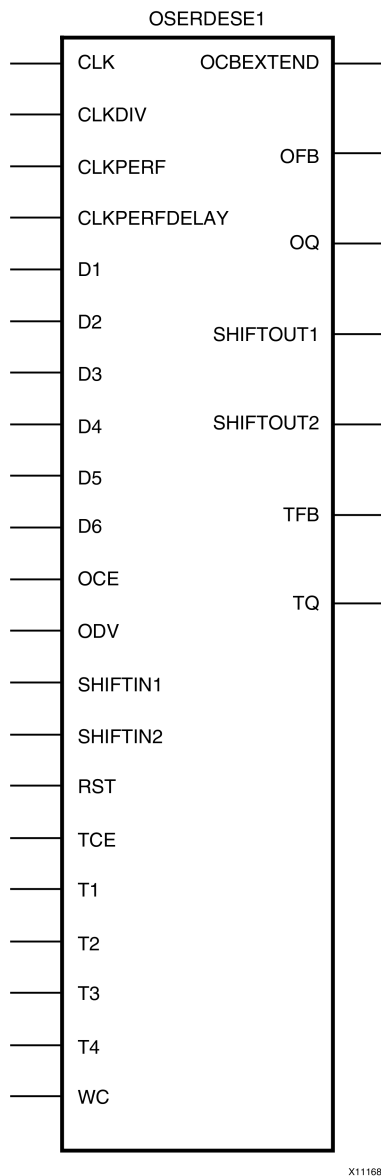 OSERDESE1
CLK
OCBEXTEND
CLKDIV
OFB
CLKPERF
CLKPERFDELAY
OQ
D1
D2
SHIFTOUT1
D3
D4
SHIFTOUT2
D5
D6
TFB
OCE
TQ
ODV
SHIFTIN1
SHIFTIN2
RST
TCE
T1
T2
T3
T4
WC
X11168